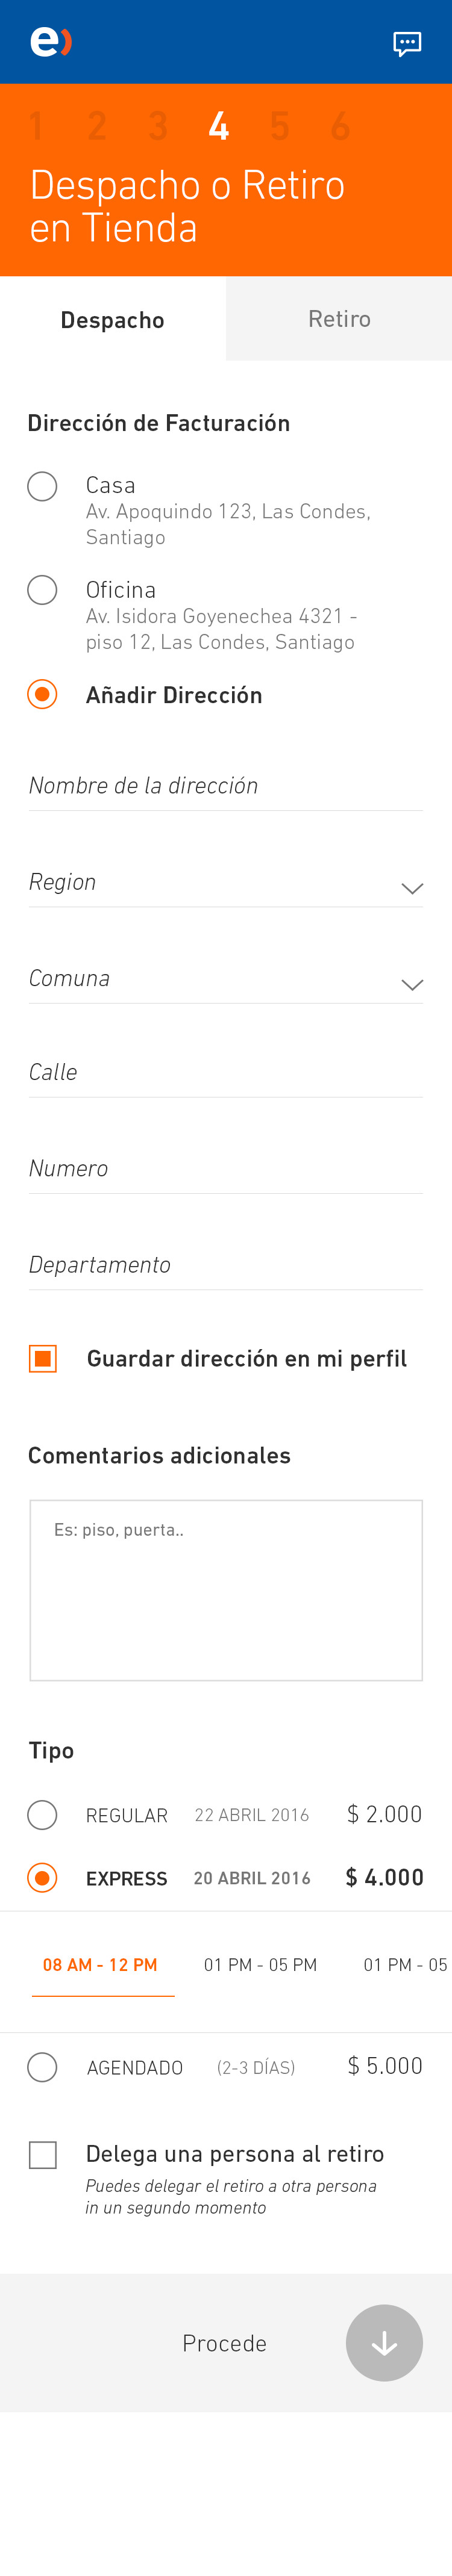 e)
1 2 3 4 5 6
Despacho o Retiro
en Tienda
Despacho Retiro
Dirección de Facturación
Casa
Av. Apoquindo 123, Las Condes,
Santiago
Oficina
Av. Isidora Goyenechea 4321 -
piso 12, Las Condes, Santiago
Añadir Dirección
Nombre de la dirección
Region
Comuna
Calle
Numero
Departamento
Guardar dirección en mi perfil
Comentarios adicionales
Es: piso, puerta..
Tipo
REGULAR 22 ABRIL 2016 $ 2.000
EXPRESS 20 ABRIL 2016 $ 4.000
08 AM - 12 PM 01 PM - 05 PM 01 PM - 05
AGENDADO (2-3 DÍAS) $ 5.000
Delega una persona al retiro
Puedes delegar el retiro a otra persona
in un segundo momento
Procede